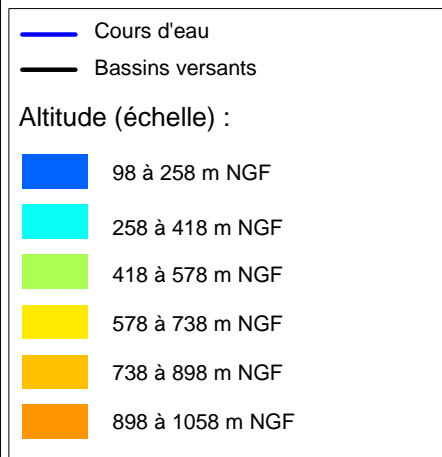 Cours d'eau
Bassins versants
Altitude (échelle) :
98 à 258 m NGF
258 à 418 m NGF
418 à 578 m NGF
578 à 738 m NGF
738 à 898 m NGF
898 à 1058 m NGF